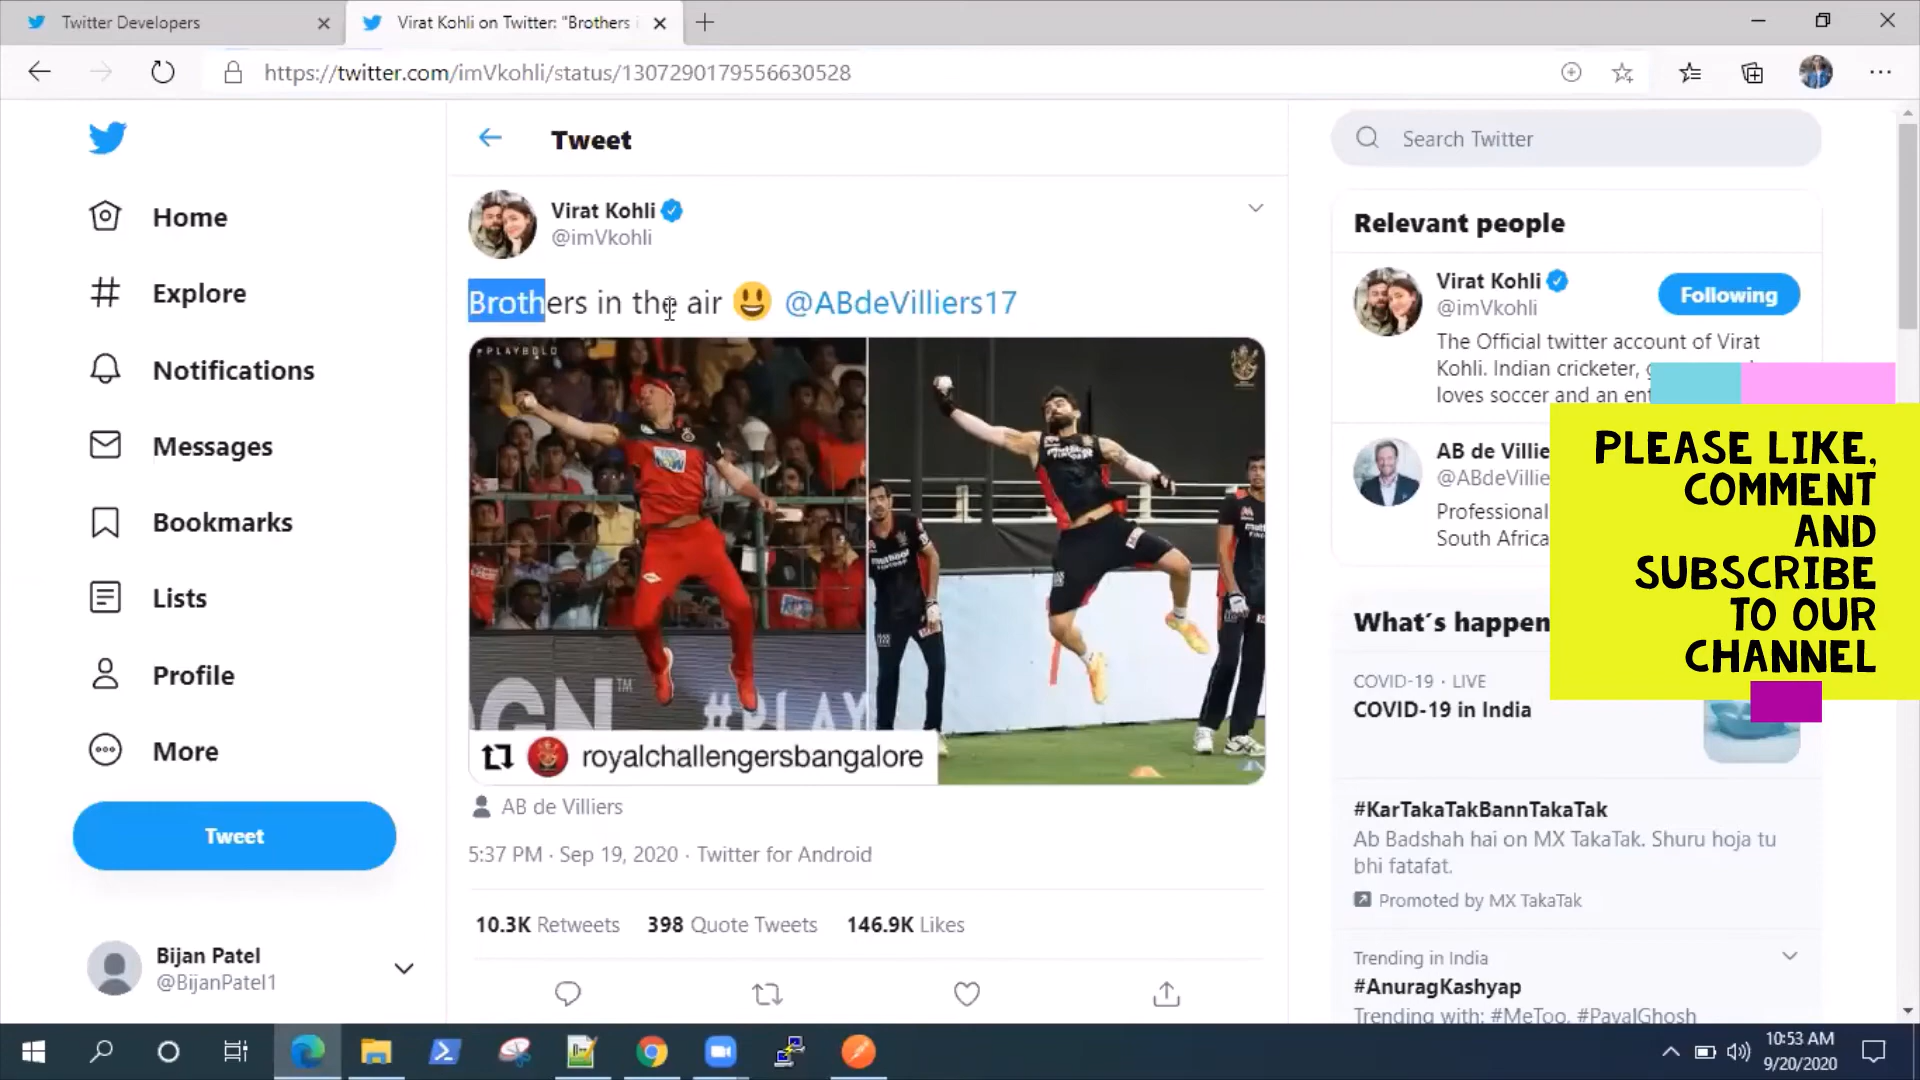 Twitter Developers
Virat Kohli on Twitter: "Brothers i
https://twitter.com/imVkohli/status/1307290179556630528
Home
Explore
Notifications
Messages
Bookmarks
Lists
Profile
More
Tweet
Bijan Patel
@BijanPatel1
Tweet
Virat Kohli
@imVkohli
Brothers in the air 😃 @ABdeVilliers17
#PLAYBOLD
#PLAY
royalchallengersbangalore
AB de Villiers
5:37 PM · Sep 19, 2020 · Twitter for Android
10.3K Retweets 398 Quote Tweets 146.9K Likes
Search Twitter
Relevant people
Virat Kohli
@imVkohli
Following
The Official twitter account of Virat
Kohli. Indian cricketer,
loves soccer and an
AB de Villie
@ABdeVillie
Professional
South Africa
PLEASE LIKE,
COMMENT
AND
SUBSCRIBE
TO OUR
CHANNEL
What's happen
COVID-19 · LIVE
COVID-19 in India
#KarTakaTakBannTakaTak
Ab Badshah hai on MX TakaTak. Shuru hoja tu
bhi fatafat.
Promoted by MX TakaTak
Trending in India
#AnuragKashyap
Trending with: #MeToo, #PayalGhosh
10:53 AM
9/20/2020